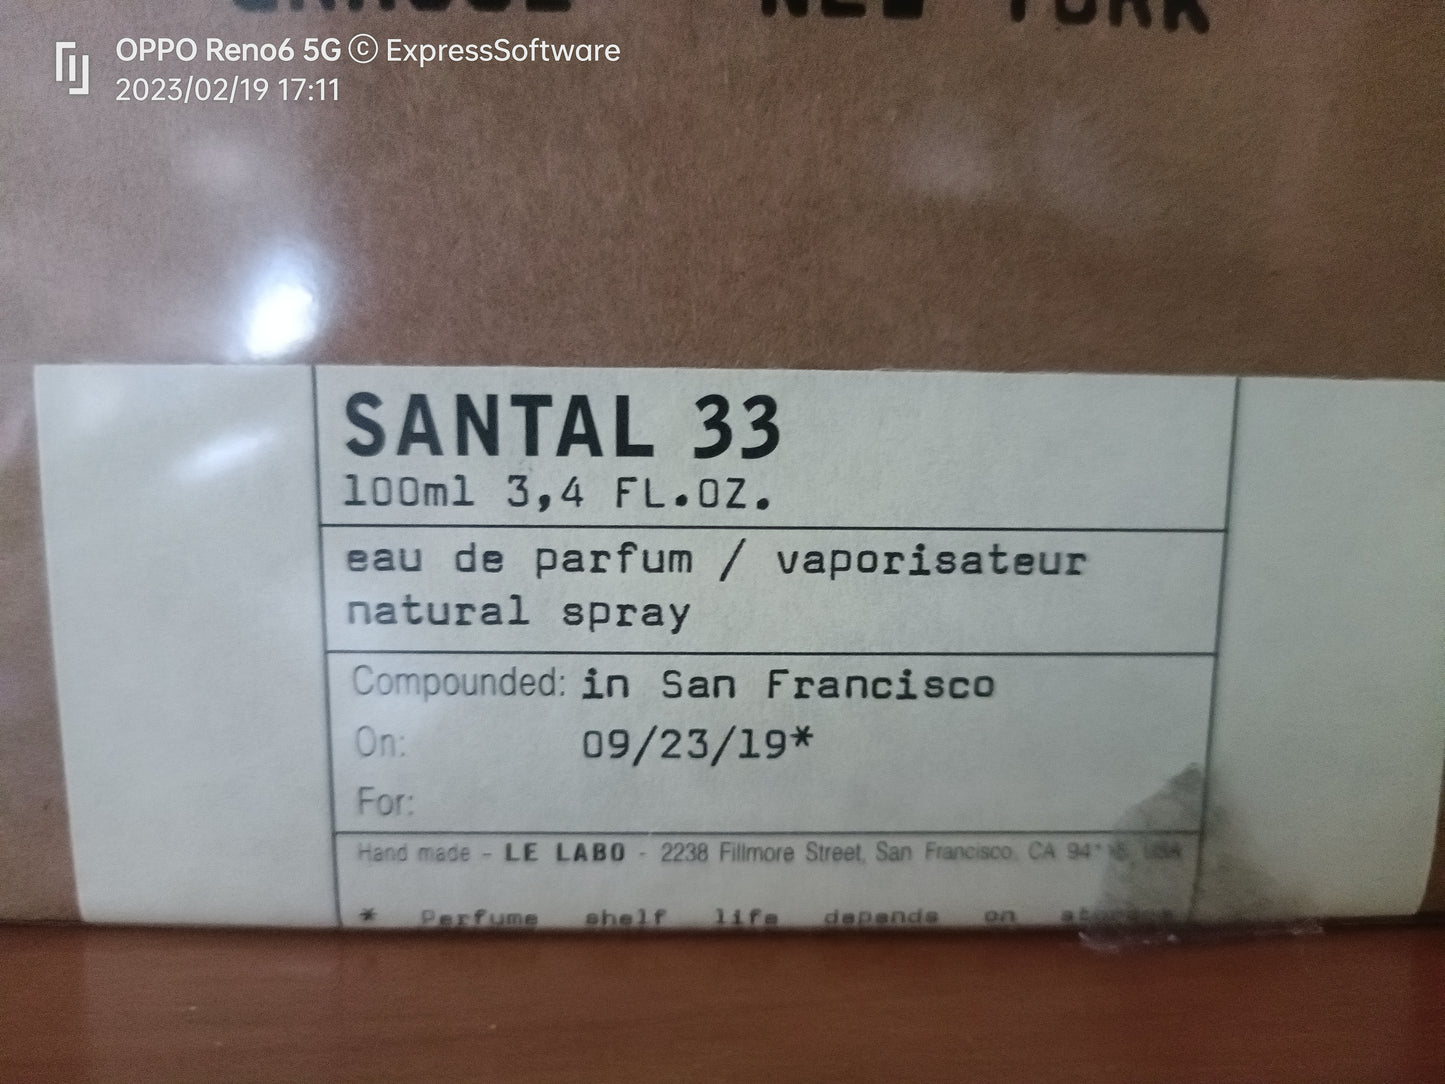 NEW YORK
OPPO Reno6 5G © ExpressSoftware
2023/02/19 17:11
SANTAL 33
100ml 3,4 FL.OZ.
eau de parfum / vaporisateur
natural spray
Compounded: in San Francisco
On: 09/23/19*
For:
Hand made - LE LABO - 2238 Fillmore Street, San Francisco, CA
* Perfume shelf life depends on